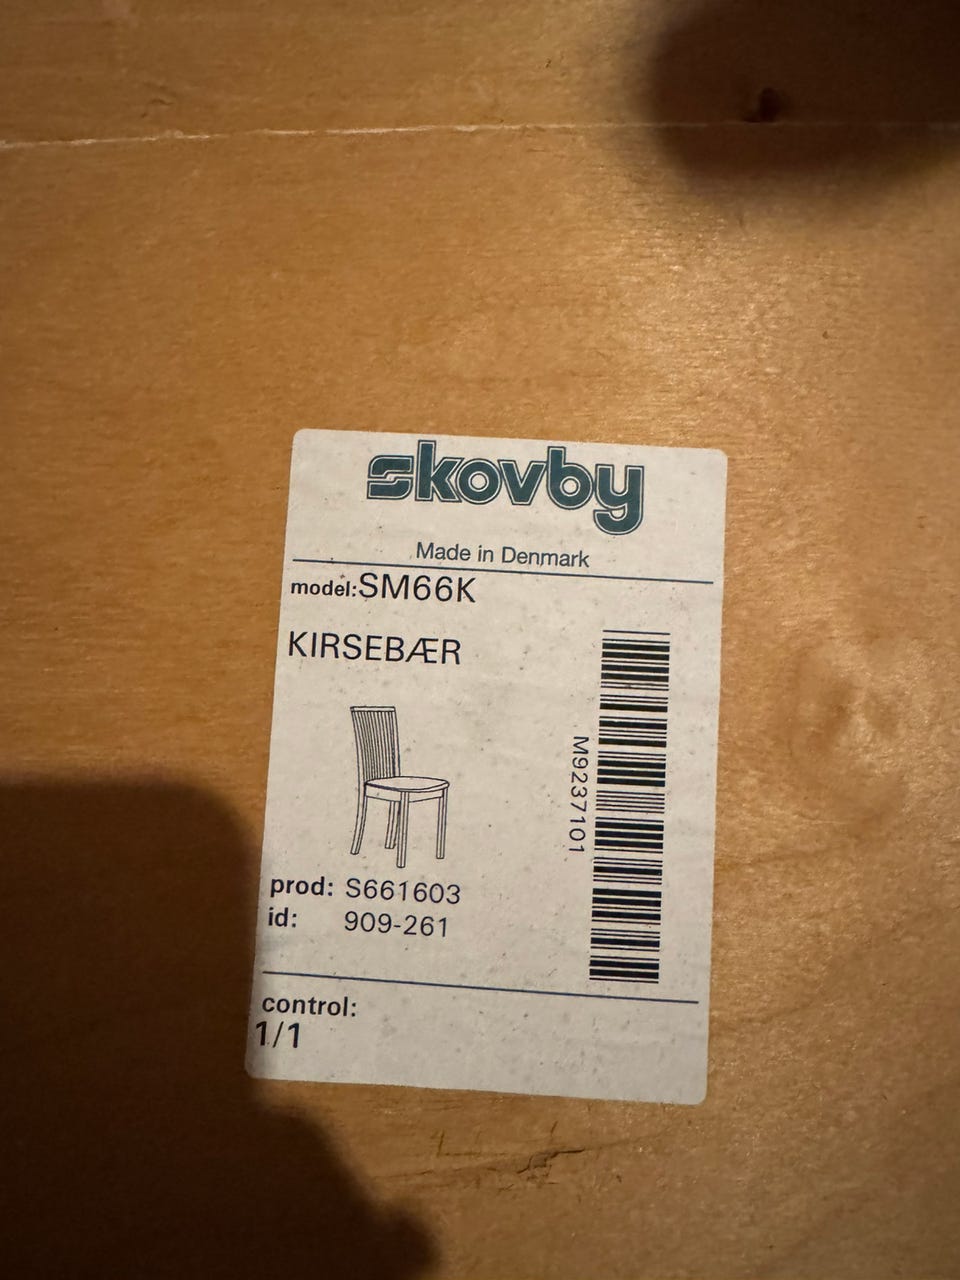 skovby
Made in Denmark
model:SM66K
KIRSEBÆR
M9237101
prod: S661603
id: 909-261
control:
1/1